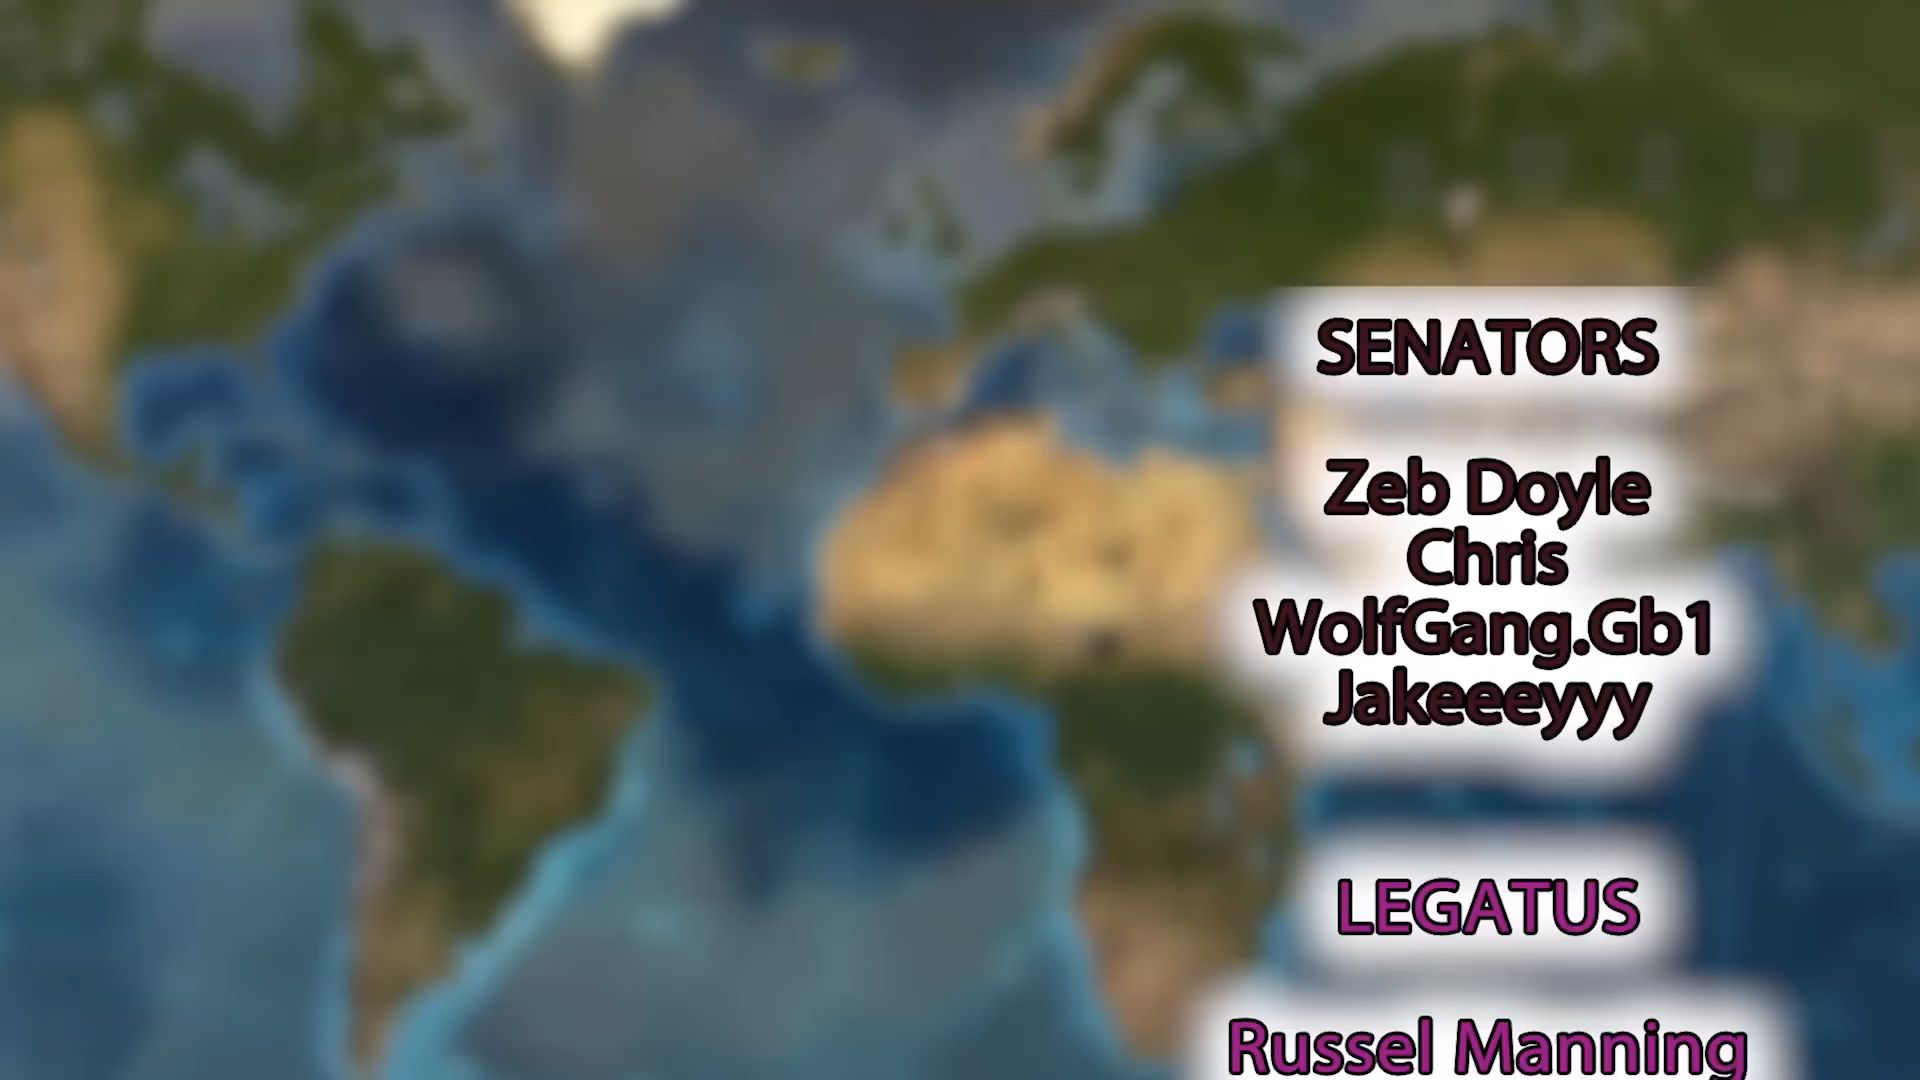 SENATORS
Zeb Doyle
Chris
WolfGang.Gb1
Jakeeeyyy
LEGATUS
Russel Manning